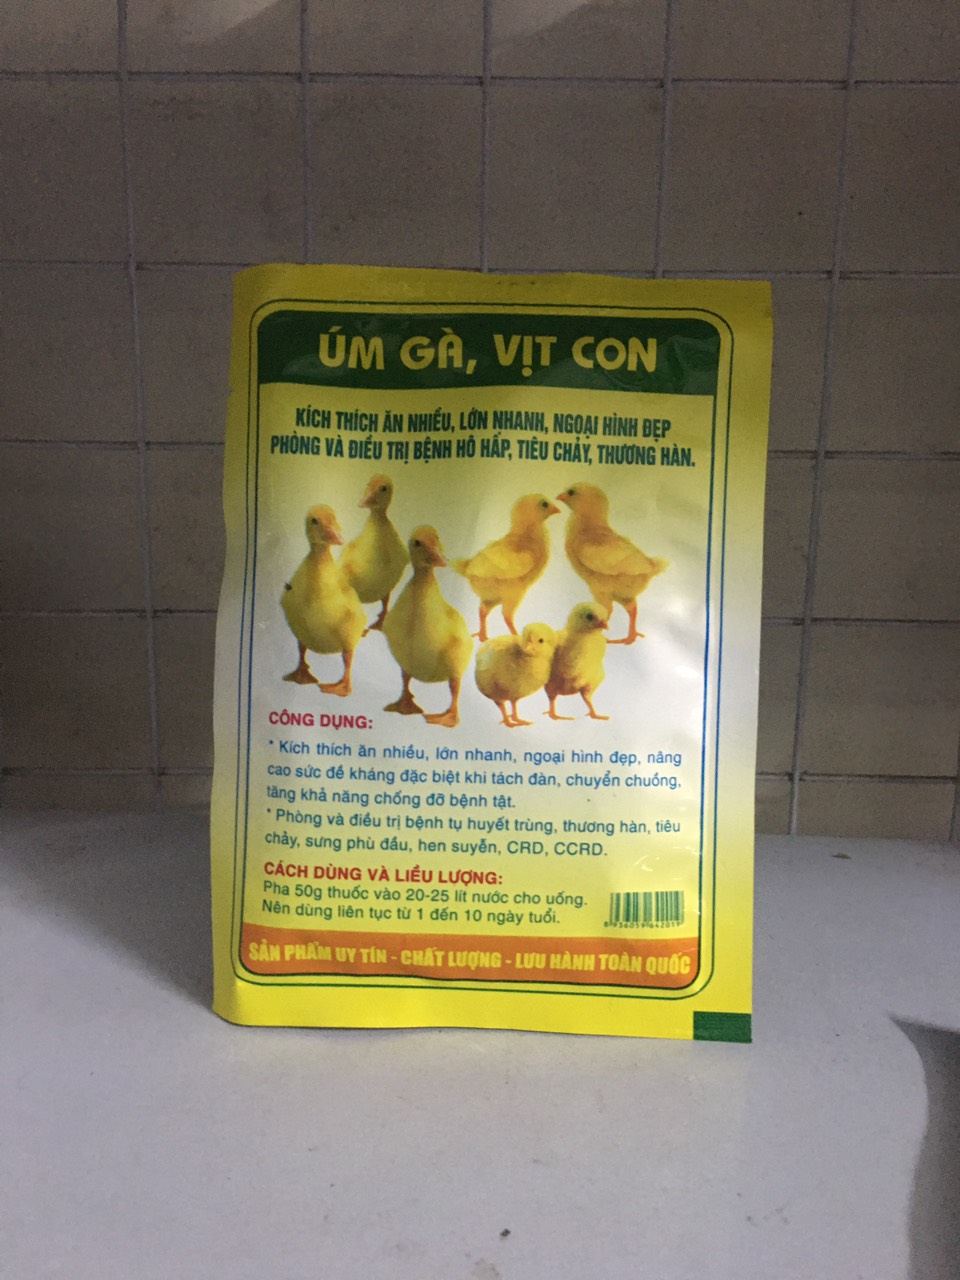 ÚM GÀ, VỊT CON
KÍCH THÍCH ĂN NHIỀU, LỚN NHANH, NGOẠI HÌNH ĐẸP
PHÒNG VÀ ĐIỀU TRỊ BỆNH HÔ HẤP, TIÊU CHẢY, THƯƠNG HÀN.
CÔNG DỤNG:
* Kích thích ăn nhiều, lớn nhanh, ngoại hình đẹp, nâng
cao sức đề kháng đặc biệt khi tách đàn, chuyển chuồng,
tăng khả năng chống đỡ bệnh tật.
* Phòng và điều trị bệnh tụ huyết trùng, thương hàn, tiêu
chảy, sưng phù đầu, hen suyễn, CRD, CCRD.
CÁCH DÙNG VÀ LIỀU LƯỢNG:
Pha 50g thuốc vào 20-25 lít nước cho uống.
Nên dùng liên tục từ 1 đến 10 ngày tuổi.
SẢN PHẨM UY TÍN - CHẤT LƯỢNG - LƯU HÀNH TOÀN QUỐC